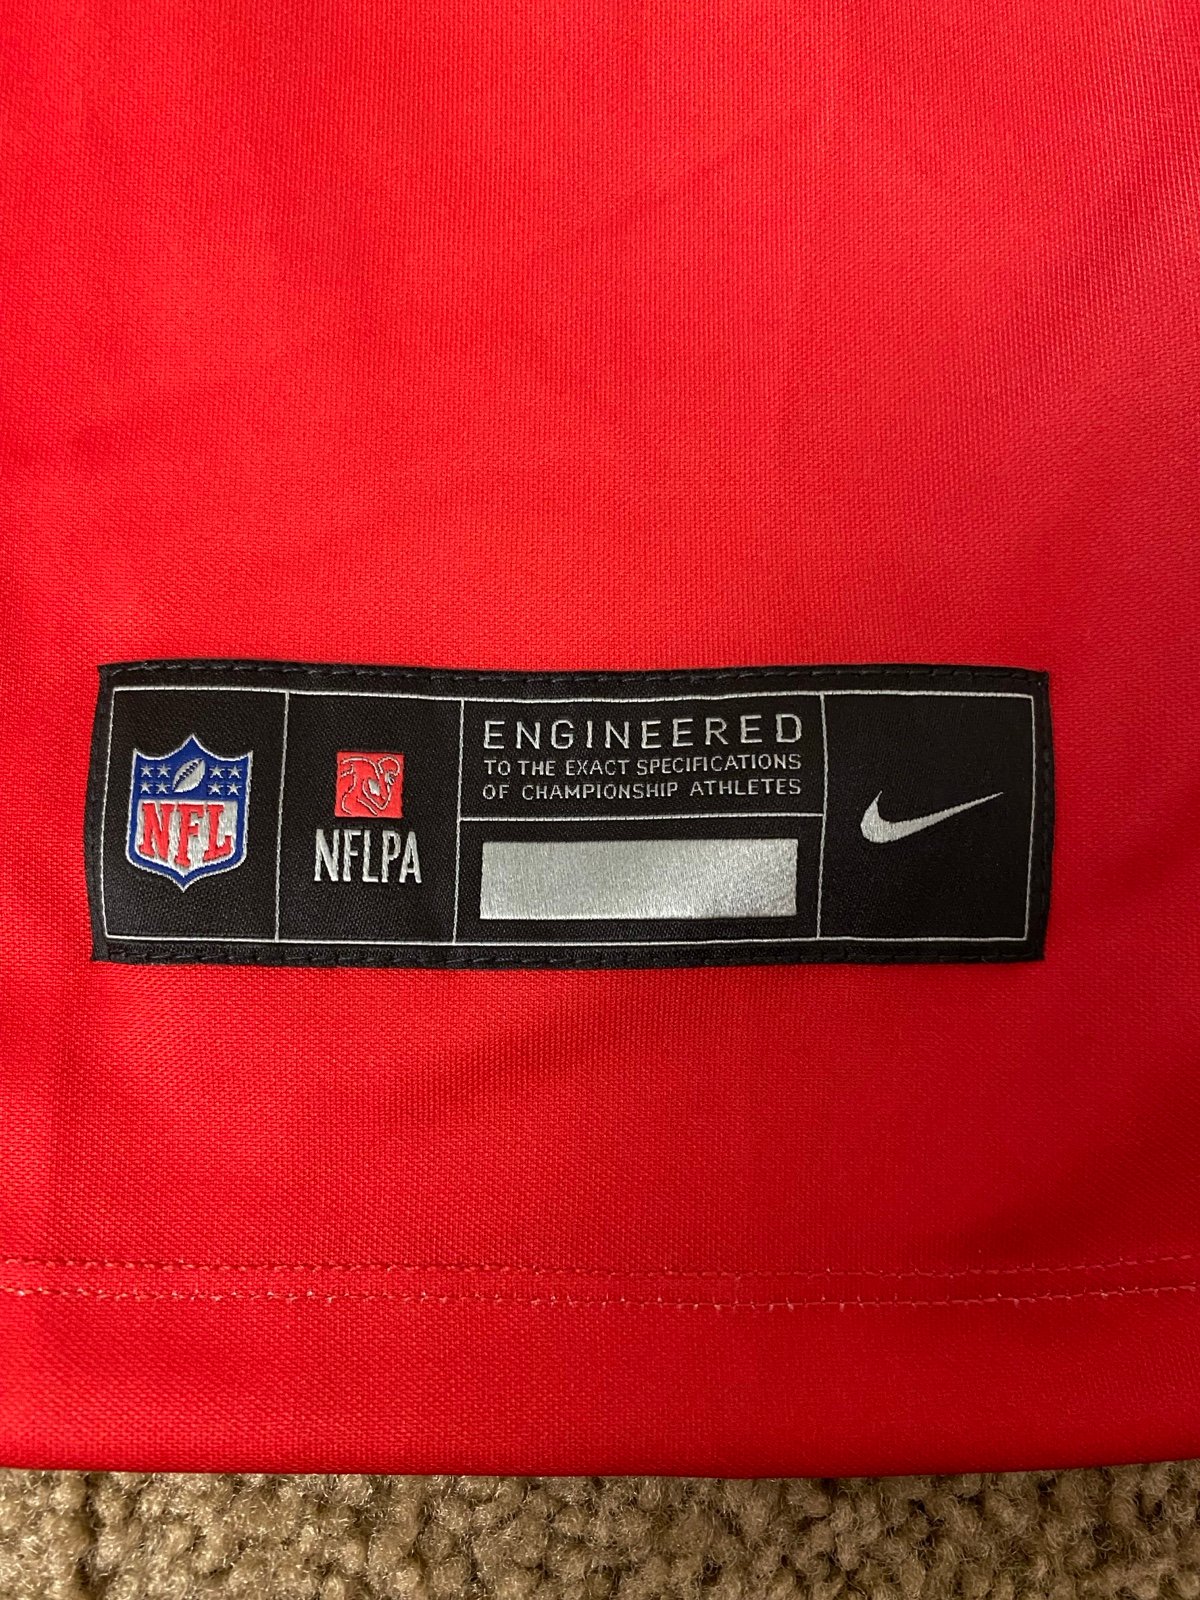 NFL
NFLPA
ENGINEERED
TO THE EXACT SPECIFICATIONS
OF CHAMPIONSHIP ATHLETES